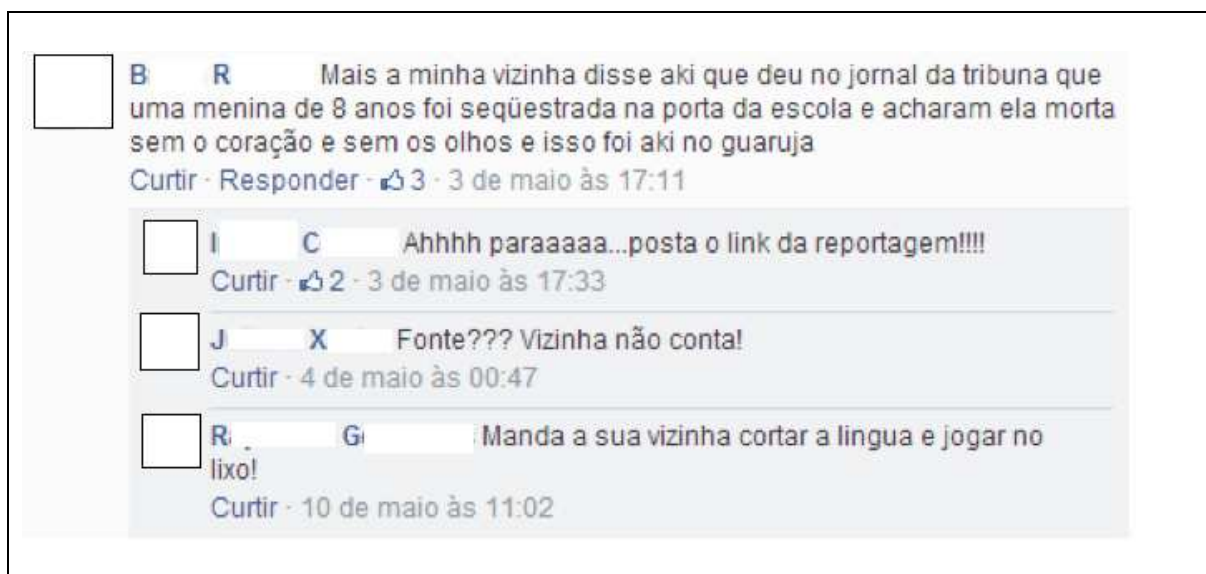 B R Mais a minha vizinha disse aki que deu no jornal da tribuna que
uma menina de 8 anos foi seqüestrada na porta da escola e acharam ela morta
sem o coração e sem os olhos e isso foi aki no guaruja
Curtir · Responder · 3 · 3 de maio às 17:11
I C Ahhhh paraaaaa...posta o link da reportagem!!!!
Curtir · 2 · 3 de maio às 17:33
J X Fonte??? Vizinha não conta!
Curtir · 4 de maio às 00:47
R G Manda a sua vizinha cortar a lingua e jogar no
lixo!
Curtir · 10 de maio às 11:02